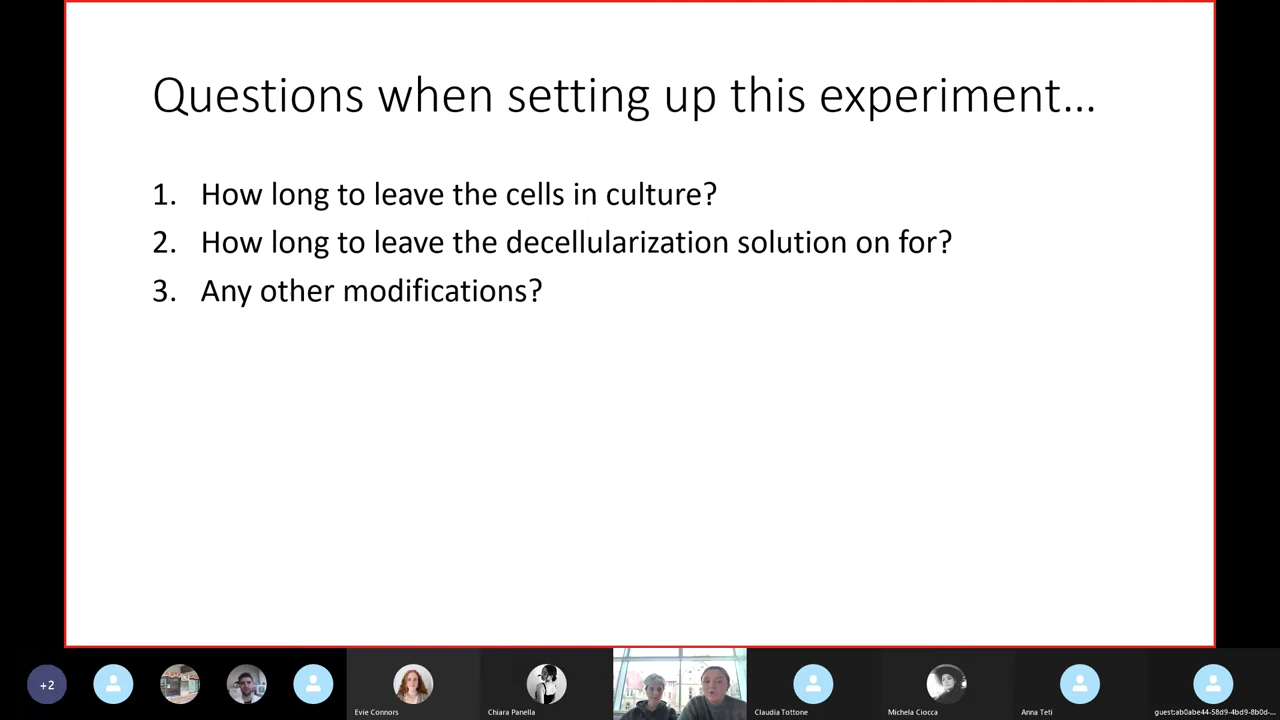 Questions when setting up this experiment...
1. How long to leave the cells in culture?
2. How long to leave the decellularization solution on for?
3. Any other modifications?
+2
Evie Connors
Chiara Panella
Claudia Tottone
Michela Ciocca
Anna Teti
guest:ab0abe44-58d9-4bd9-8b0d-...